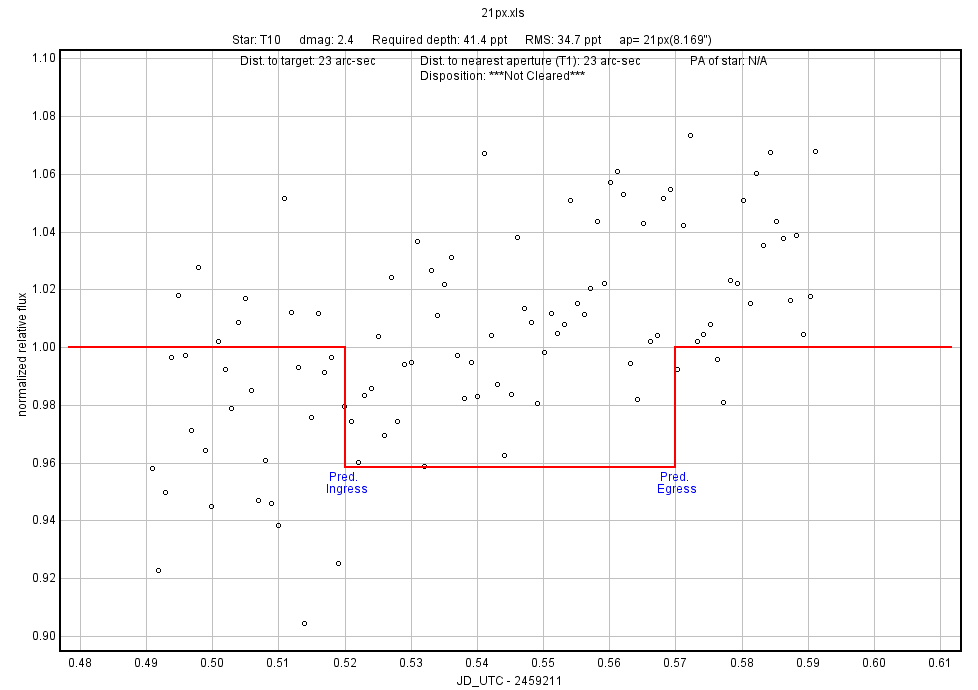 21px.xls
Star: T10 dmag: 2.4 Required depth: 41.4 ppt RMS: 34.7 ppt ap= 21px(8.169")
Dist. to target: 23 arc-sec Dist. to nearest aperture (T1): 23 arc-sec PA of star: N/A
Disposition: ***Not Cleared***
normalized relative flux
1.10
1.08
1.06
1.04
1.02
1.00
0.98
0.96
0.94
0.92
0.90
Pred.
Ingress
Pred.
Egress
0.48 0.49 0.50 0.51 0.52 0.53 0.54 0.55 0.56 0.57 0.58 0.59 0.60 0.61
JD_UTC - 2459211